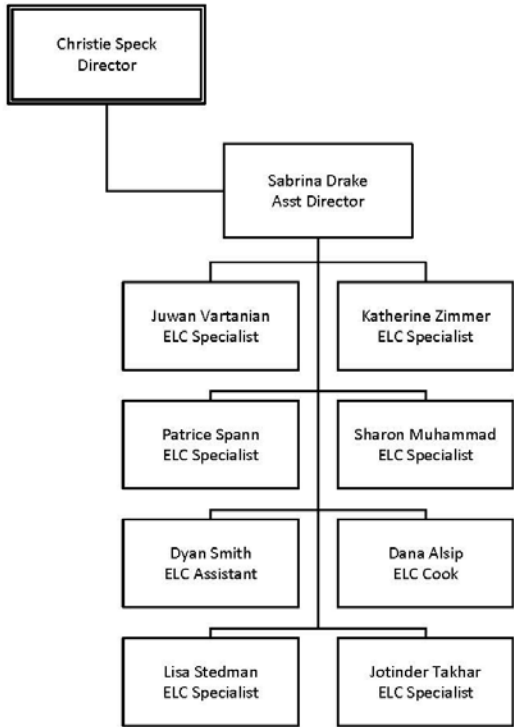 Christie Speck
Director
Sabrina Drake
Asst Director
Juwan Vartanian
ELC Specialist
Katherine Zimmer
ELC Specialist
Patrice Spann
ELC Specialist
Sharon Muhammad
ELC Specialist
Dyan Smith
ELC Assistant
Dana Alsip
ELC Cook
Lisa Stedman
ELC Specialist
Jotinder Takhar
ELC Specialist